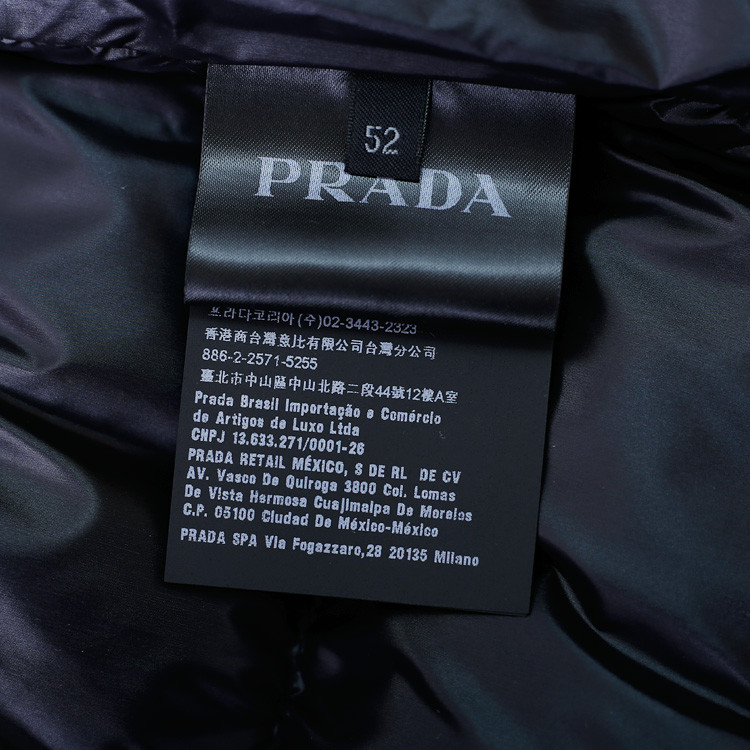 52
PRADA
프라다코리아(주)02-3443-2323
香港商台灣意比有限公司台灣分公司
886-2-2571-5255
臺北市中山區中山北路二段44號12樓A室
Prada Brasil Importação e Comércio
de Artigos de Luxo Ltda
CNPJ 13.633.271/0001-26
PRADA RETAIL MÉXICO, S DE RL DE CV
AV. Vasco De Quiroga 3800 Col. Lomas
De Vista Hermosa Cuajimalpa De Morelos
C.P. 05100 Ciudad De México-México
PRADA SPA Via Fogazzaro,28 20135 Milano